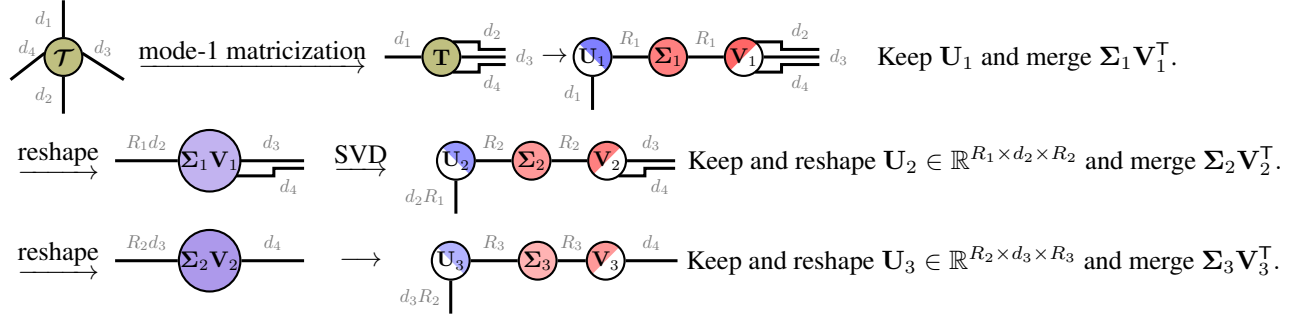 d₁ d₄ 𝓣 d₃ d₂ mode-1 matricization d₁ T d₂ d₃ d₄ → U₁ R₁ Σ₁ R₁ V₁ d₂ d₃ d₄ d₁ Keep U₁ and merge Σ₁V₁ᵀ.
reshape R₁d₂ Σ₁V₁ d₃ d₄ SVD U₂ R₂ Σ₂ R₂ V₂ d₃ d₄ d₂R₁ Keep and reshape U₂ ∈ ℝ^{R₁×d₂×R₂} and merge Σ₂V₂ᵀ.
reshape R₂d₃ Σ₂V₂ d₄ → U₃ R₃ Σ₃ R₃ V₃ d₄ d₃R₂ Keep and reshape U₃ ∈ ℝ^{R₂×d₃×R₃} and merge Σ₃V₃ᵀ.